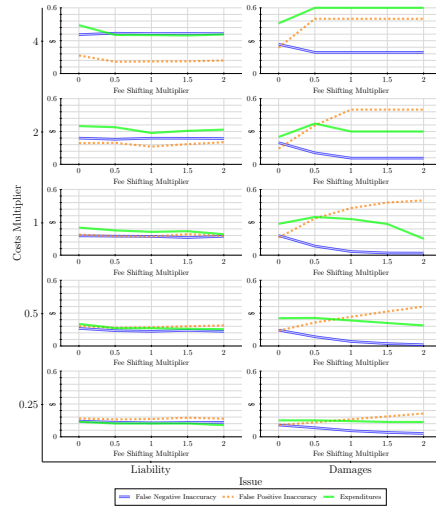 0.6
$
4
0
0 0.5 1 1.5 2
Fee Shifting Multiplier
0.6
$
0
0 0.5 1 1.5 2
Fee Shifting Multiplier
0.6
$
2
0
0 0.5 1 1.5 2
Fee Shifting Multiplier
0.6
$
0
0 0.5 1 1.5 2
Fee Shifting Multiplier
Costs Multiplier
0.6
$
1
0
0 0.5 1 1.5 2
Fee Shifting Multiplier
0.6
$
0
0 0.5 1 1.5 2
Fee Shifting Multiplier
0.6
$
0.5
0
0 0.5 1 1.5 2
Fee Shifting Multiplier
0.6
$
0
0 0.5 1 1.5 2
Fee Shifting Multiplier
0.6
$
0.25
0
0 0.5 1 1.5 2
Fee Shifting Multiplier
0.6
$
0
0 0.5 1 1.5 2
Fee Shifting Multiplier
Liability Damages
Issue
False Negative Inaccuracy False Positive Inaccuracy Expenditures